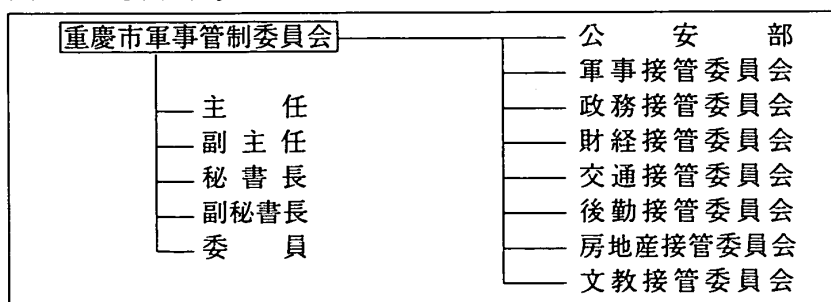 重慶市軍事管制委員会
主任
副主任
秘書長
副秘書長
委員
公安部
軍事接管委員会
政務接管委員会
財経接管委員会
交通接管委員会
後勤接管委員会
房地産接管委員会
文教接管委員会